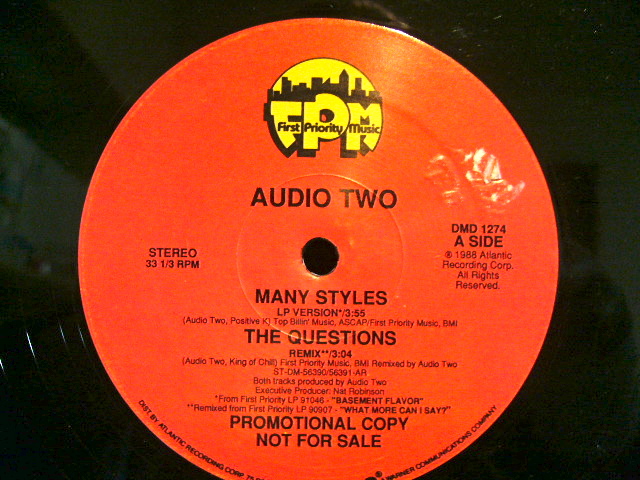 FPM
First Priority Music
AUDIO TWO
DMD 1274
A SIDE
STEREO
33 1/3 RPM
℗ 1988 Atlantic
Recording Corp.
All Rights
Reserved.
MANY STYLES
LP VERSION*/3:55
(Audio Two, Positive K) Top Billin' Music, ASCAP/First Priority Music, BMI
THE QUESTIONS
REMIX**/3:04
(Audio Two, King of Chill) First Priority Music, BMI Remixed by Audio Two
ST-DM-56390/56391-AR
Both tracks produced by Audio Two
Executive Producer: Nat Robinson
*From First Priority LP 91046 - "BASEMENT FLAVOR"
**Remixed from First Priority LP 90907 - "WHAT MORE CAN I SAY?"
PROMOTIONAL COPY
NOT FOR SALE
DIST. BY ATLANTIC RECORDING CORP. 75
WARNER COMMUNICATIONS COMPANY